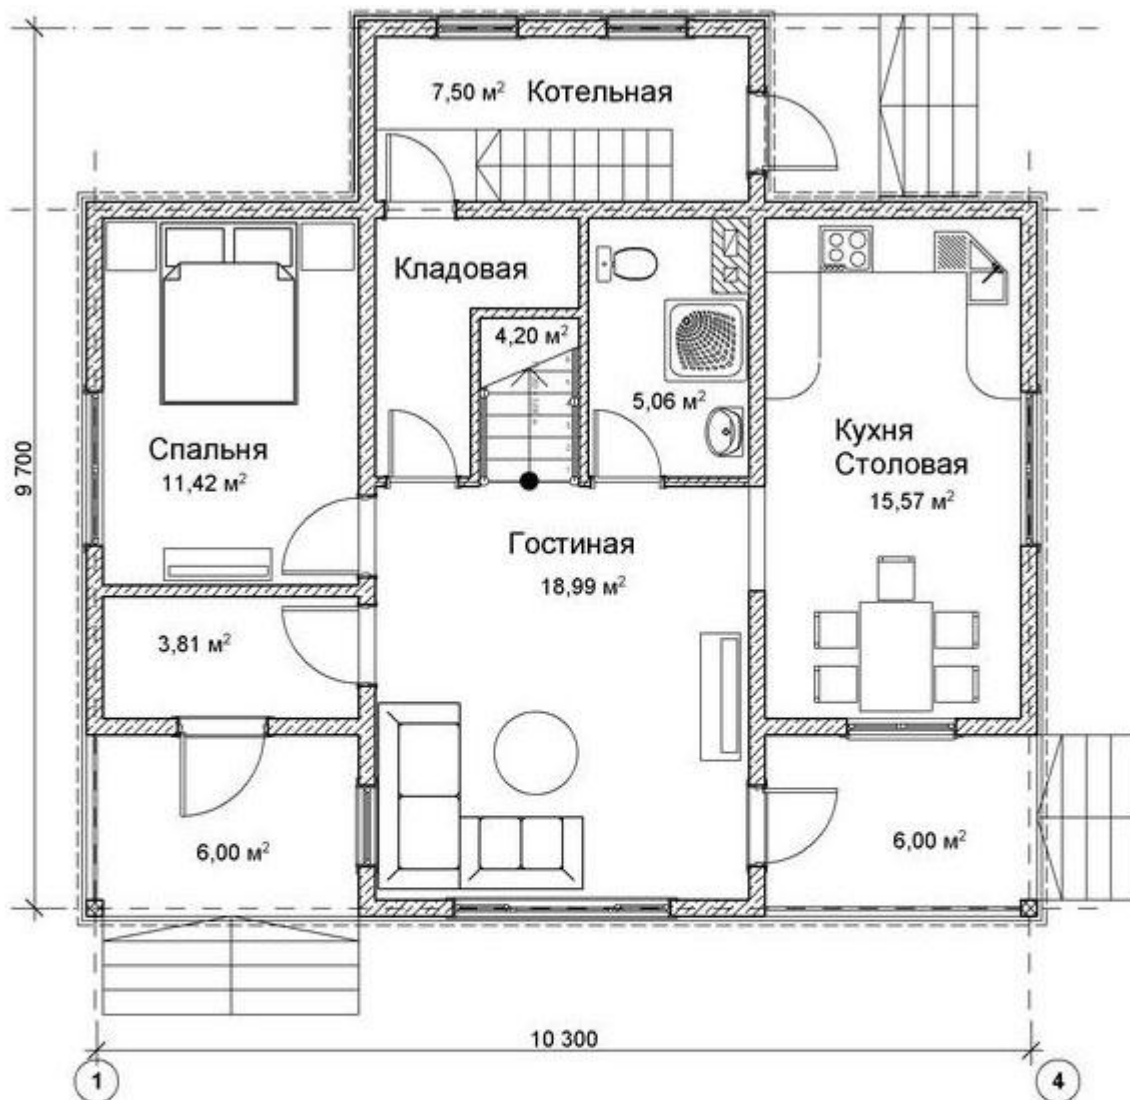 7,50 м² Котельная
Кладовая
4,20 м²
5,06 м²
Спальня
11,42 м²
Кухня
Столовая
15,57 м²
9 700
Гостиная
18,99 м²
3,81 м²
6,00 м²
6,00 м²
10 300
1
4